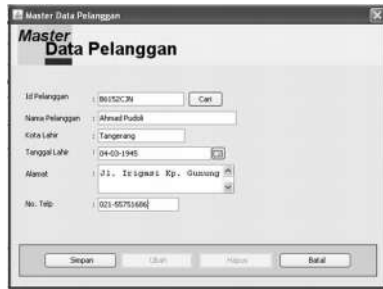 Master Data Pelanggan
Master
Data Pelanggan
Id Pelanggan : B6152CJN Cari
Nama Pelanggan : Ahmad Pudoli
Kota Lahir : Tangerang
Tanggal Lahir : 04-03-1945
Alamat : Jl. Irigasi Kp. Gunung
No. Telp : 021-55751686
Simpan Ubah Hapus Batal